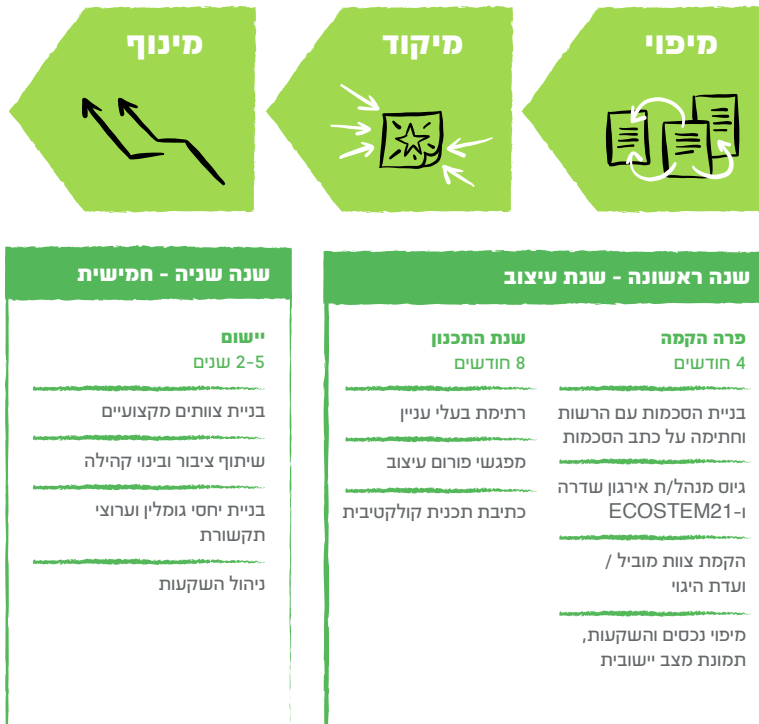 מיפוי
מיקוד
מינוף
שנה ראשונה - שנת עיצוב
פרה הקמה
4 חודשים
בניית הסכמות עם הרשות
וחתימה על כתב הסכמות
גיוס מנהל/ת אירגון שדרה
ו-ECOSTEM21
הקמת צוות מוביל /
ועדת היגוי
מיפוי נכסים והשקעות,
תמונת מצב יישובית
שנת התכנון
8 חודשים
רתימת בעלי עניין
מפגשי פורום עיצוב
כתיבת תכנית קולקטיבית
שנה שניה - חמישית
יישום
2-5 שנים
בניית צוותים מקצועיים
שיתוף ציבור ובינוי קהילה
בניית יחסי גומלין וערוצי
תקשורת
ניהול השקעות